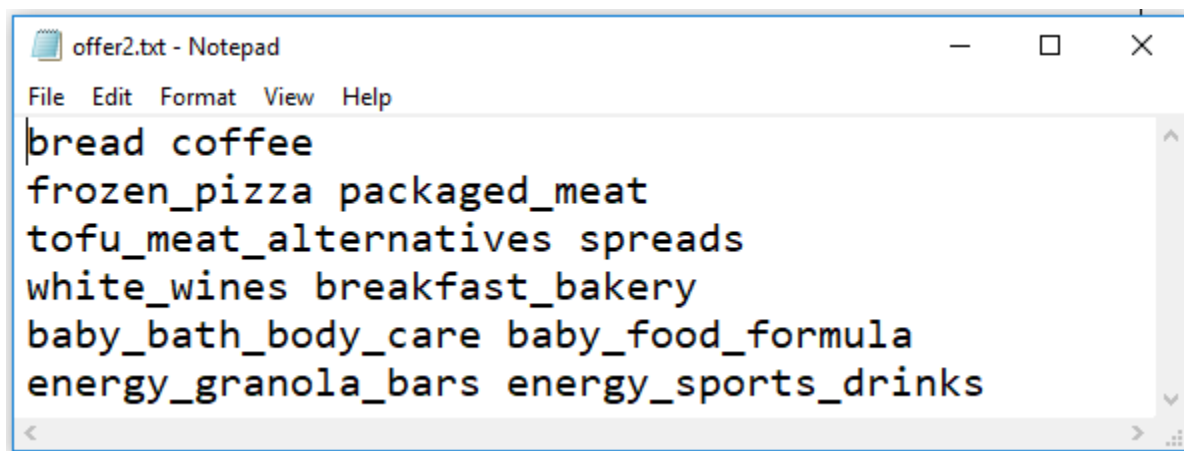 offer2.txt - Notepad
File Edit Format View Help
bread coffee
frozen_pizza packaged_meat
tofu_meat_alternatives spreads
white_wines breakfast_bakery
baby_bath_body_care baby_food_formula
energy_granola_bars energy_sports_drinks